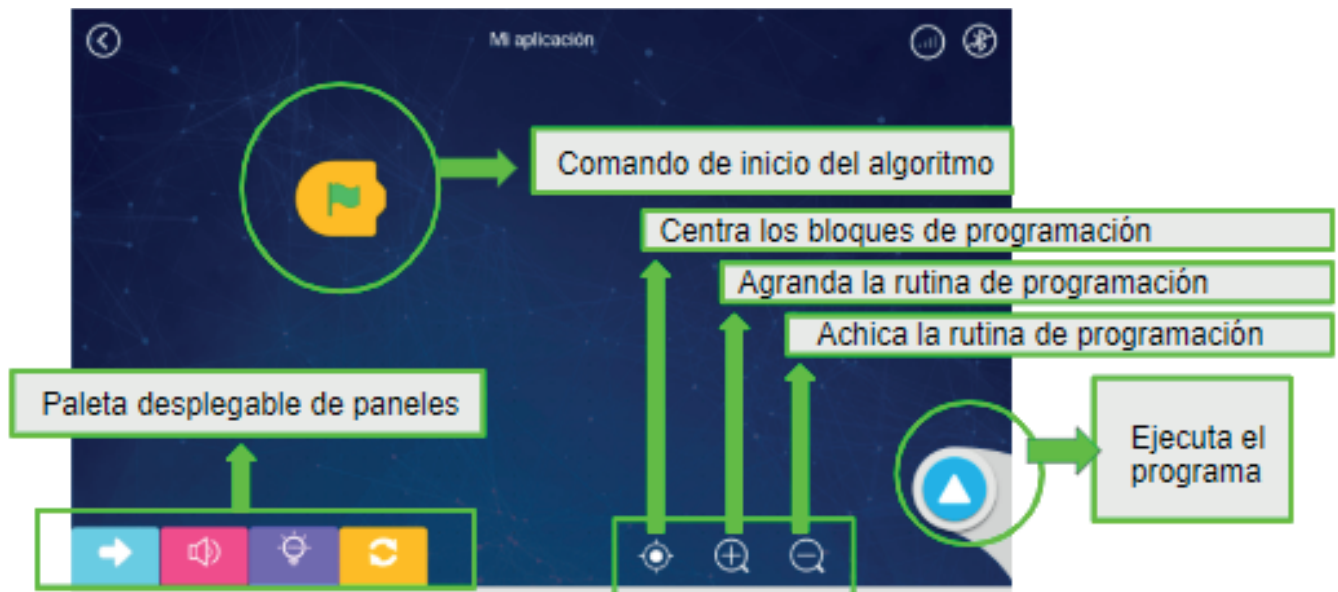 Mi aplicación
Comando de inicio del algoritmo
Centra los bloques de programación
Agranda la rutina de programación
Achica la rutina de programación
Paleta desplegable de paneles
Ejecuta el
programa